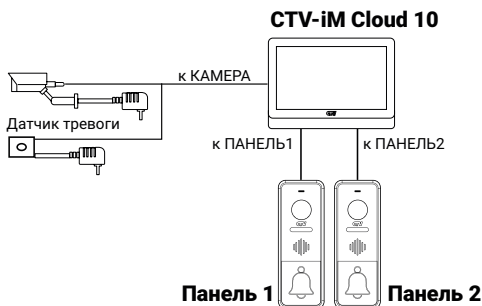 CTV-iM Cloud 10
к КАМЕРА
Датчик тревоги
к ПАНЕЛЬ1
к ПАНЕЛЬ2
Панель 1
Панель 2